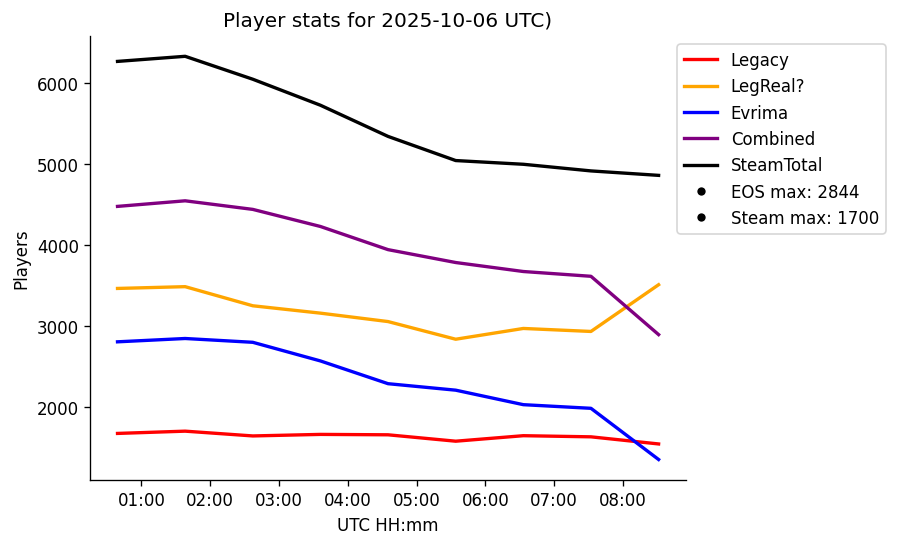 Player stats for 2025-10-06 UTC)
Legacy
LegReal?
Evrima
Combined
SteamTotal
EOS max: 2844
Steam max: 1700
Players
6000
5000
4000
3000
2000
01:00 02:00 03:00 04:00 05:00 06:00 07:00 08:00
UTC HH:mm